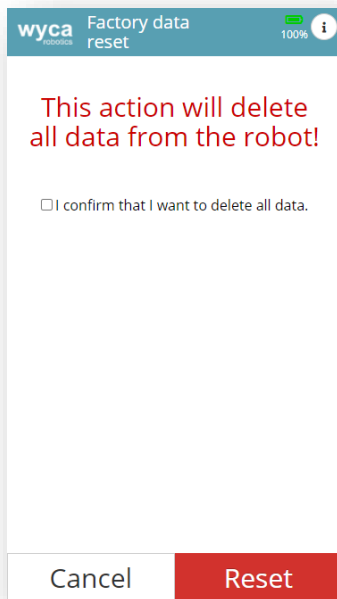 wyca
robotics
Factory data
reset
100%
i
This action will delete
all data from the robot!
I confirm that I want to delete all data.
Cancel
Reset